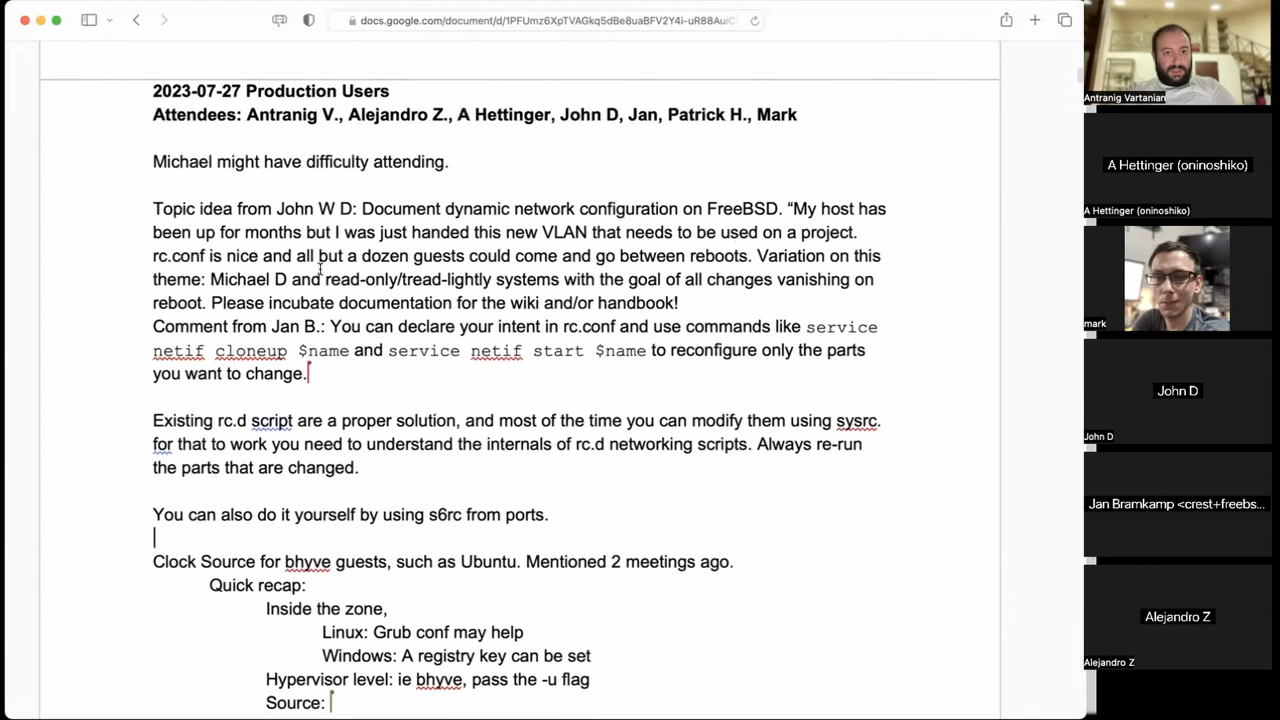 docs.google.com/document/d/1PFUmz6XpTVAGkq5dBe8uaBFV2Y4i-uR88AuiC
2023-07-27 Production Users
Attendees: Antranig V., Alejandro Z., A Hettinger, John D, Jan, Patrick H., Mark
Michael might have difficulty attending.
Topic idea from John W D: Document dynamic network configuration on FreeBSD. “My host has
been up for months but I was just handed this new VLAN that needs to be used on a project.
rc.conf is nice and all but a dozen guests could come and go between reboots. Variation on this
theme: Michael D and read-only/tread-lightly systems with the goal of all changes vanishing on
reboot. Please incubate documentation for the wiki and/or handbook!
Comment from Jan B.: You can declare your intent in rc.conf and use commands like service
netif cloneup $name and service netif start $name to reconfigure only the parts
you want to change.
Existing rc.d script are a proper solution, and most of the time you can modify them using sysrc.
for that to work you need to understand the internals of rc.d networking scripts. Always re-run
the parts that are changed.
You can also do it yourself by using s6rc from ports.
Clock Source for bhyve guests, such as Ubuntu. Mentioned 2 meetings ago.
Quick recap:
Inside the zone,
Linux: Grub conf may help
Windows: A registry key can be set
Hypervisor level: ie bhyve, pass the -u flag
Source:
Antranig Vartanian
A Hettinger (oninoshiko)
A Hettinger (oninoshiko)
mark
John D
John D
Jan Bramkamp <crest+freebs...
Alejandro Z
Alejandro Z